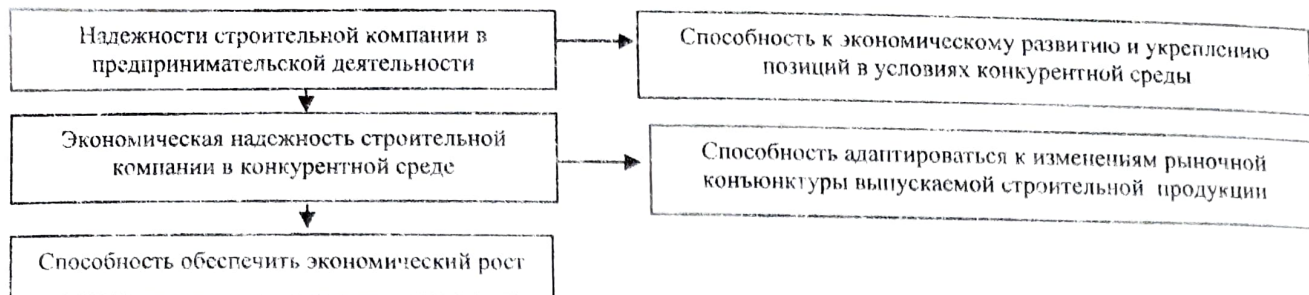 Надежности строительной компании в
предпринимательской деятельности
Способность к экономическому развитию и укреплению
позиций в условиях конкурентной среды
Экономическая надежность строительной
компании в конкурентной среде
Способность адаптироваться к изменениям рыночной
конъюнктуры выпускаемой строительной продукции
Способность обеспечить экономический рост